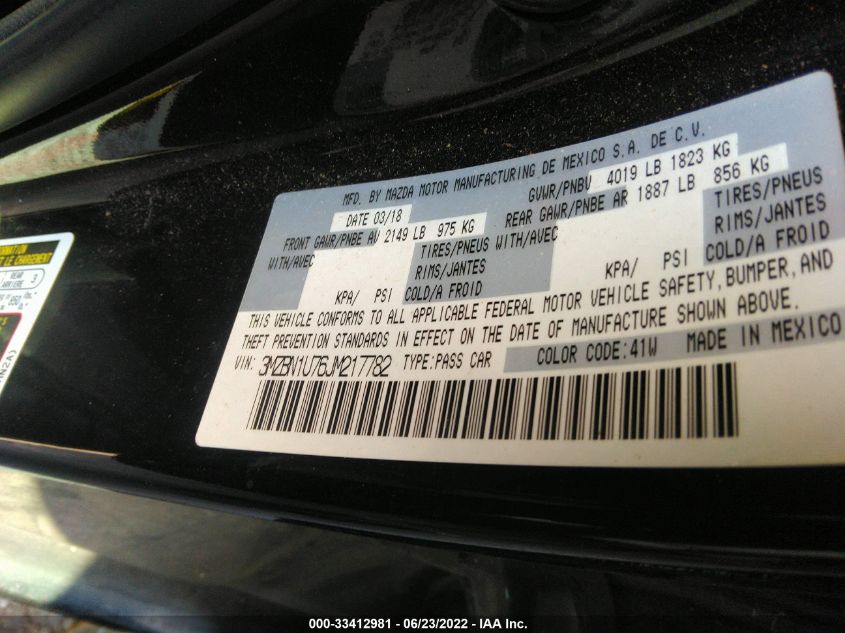 MFD. BY MAZDA MOTOR MANUFACTURING DE MEXICO S.A. DE C.V.
DATE 03/18 GVWR/PNBV 4019 LB 1823 KG
FRONT GAWR/PNBE AV 2149 LB 975 KG REAR GAWR/PNBE AR 1887 LB 856 KG
WITH/AVEC TIRES/PNEUS WITH/AVEC TIRES/PNEUS
RIMS/JANTES RIMS/JANTES
KPA/ PSI COLD/A FROID KPA/ PSI COLD/A FROID
THIS VEHICLE CONFORMS TO ALL APPLICABLE FEDERAL MOTOR VEHICLE SAFETY, BUMPER, AND
THEFT PREVENTION STANDARDS IN EFFECT ON THE DATE OF MANUFACTURE SHOWN ABOVE.
VIN: 3MZBN1U76JM217782 TYPE:PASS CAR COLOR CODE:41W MADE IN MEXICO
LE CHARGEMENT
REAR
ARRIERE 3
000-33412981 - 06/23/2022 - IAA Inc.